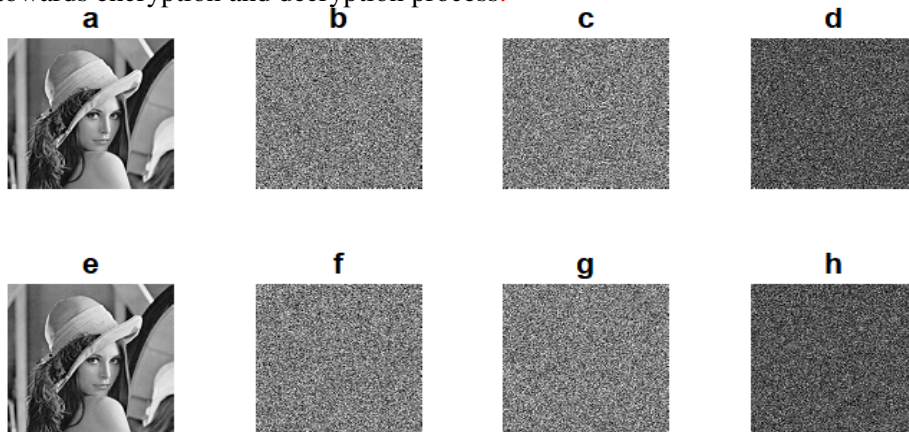 towards encryption and decryption process.
a b c d
e f g h